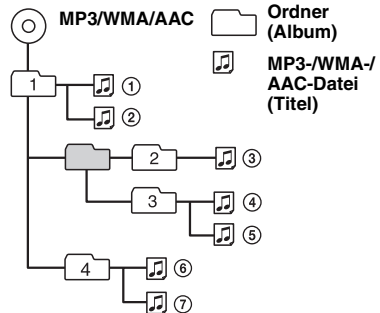 MP3/WMA/AAC
Ordner
(Album)
MP3-/WMA-/
AAC-Datei
(Titel)
1
①
②
2
③
3
④
⑤
4
⑥
⑦